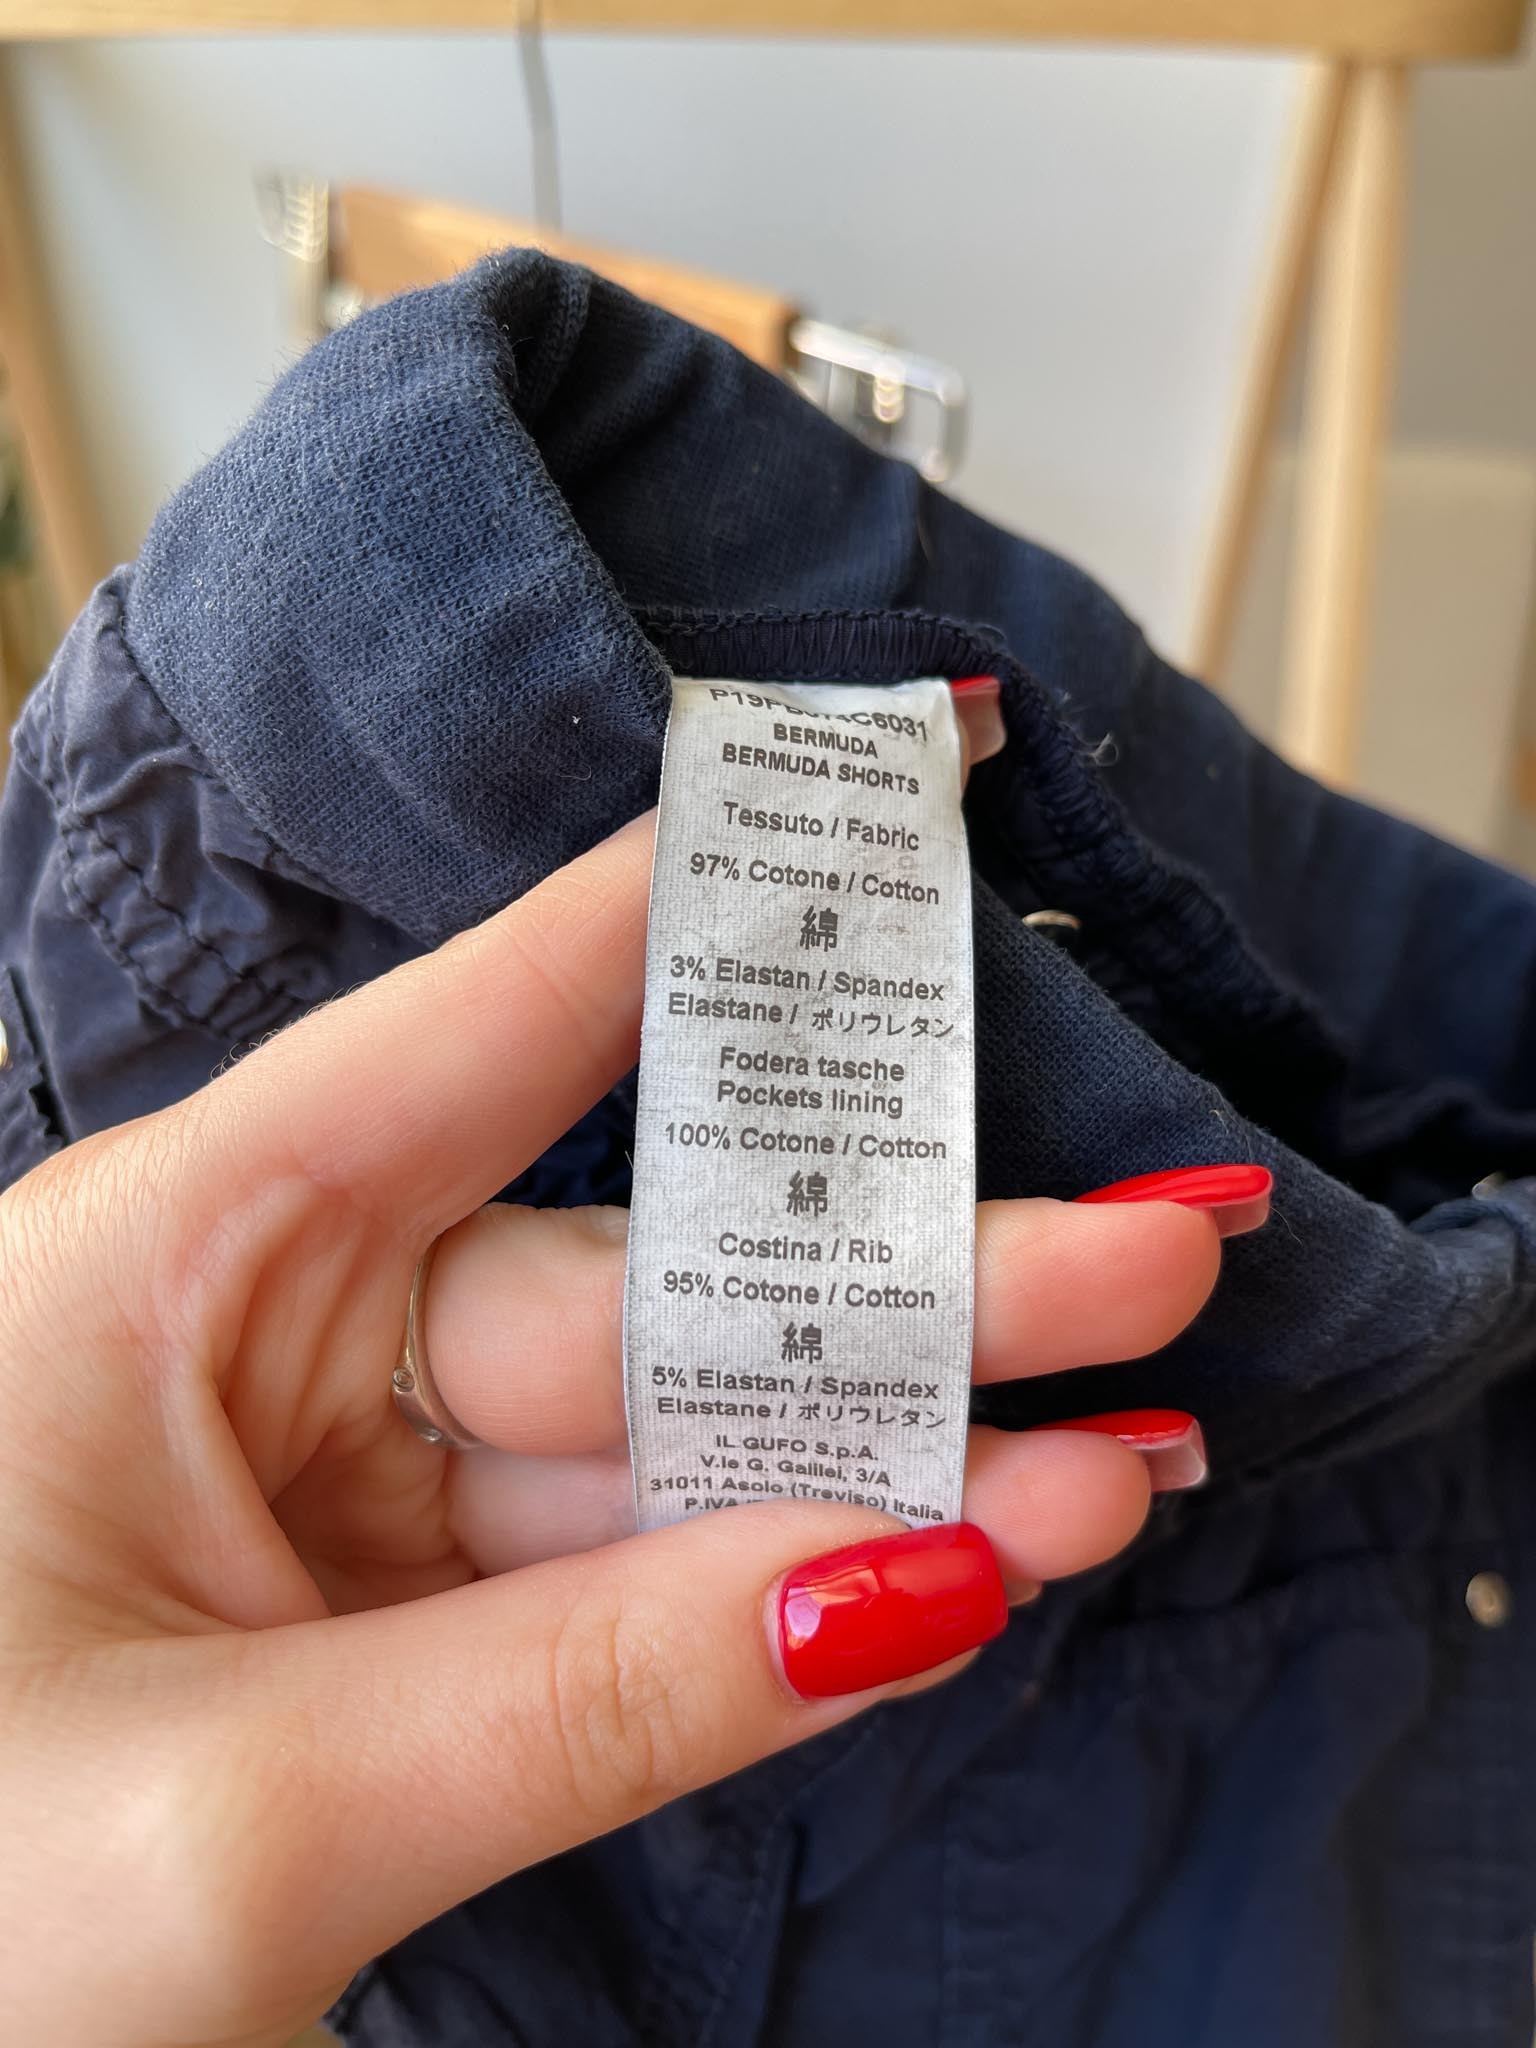 BERMUDA
BERMUDA SHORTS
Tessuto / Fabric
97% Cotone / Cotton
綿
3% Elastan / Spandex
Elastane / ポリウレタン
Fodera tasche
Pockets lining
100% Cotone / Cotton
綿
Costina / Rib
95% Cotone / Cotton
綿
5% Elastan / Spandex
Elastane / ポリウレタン
IL GUFO S.p.A.
V.le G. Galilei, 3/A
31011 Asolo (Treviso) Italia